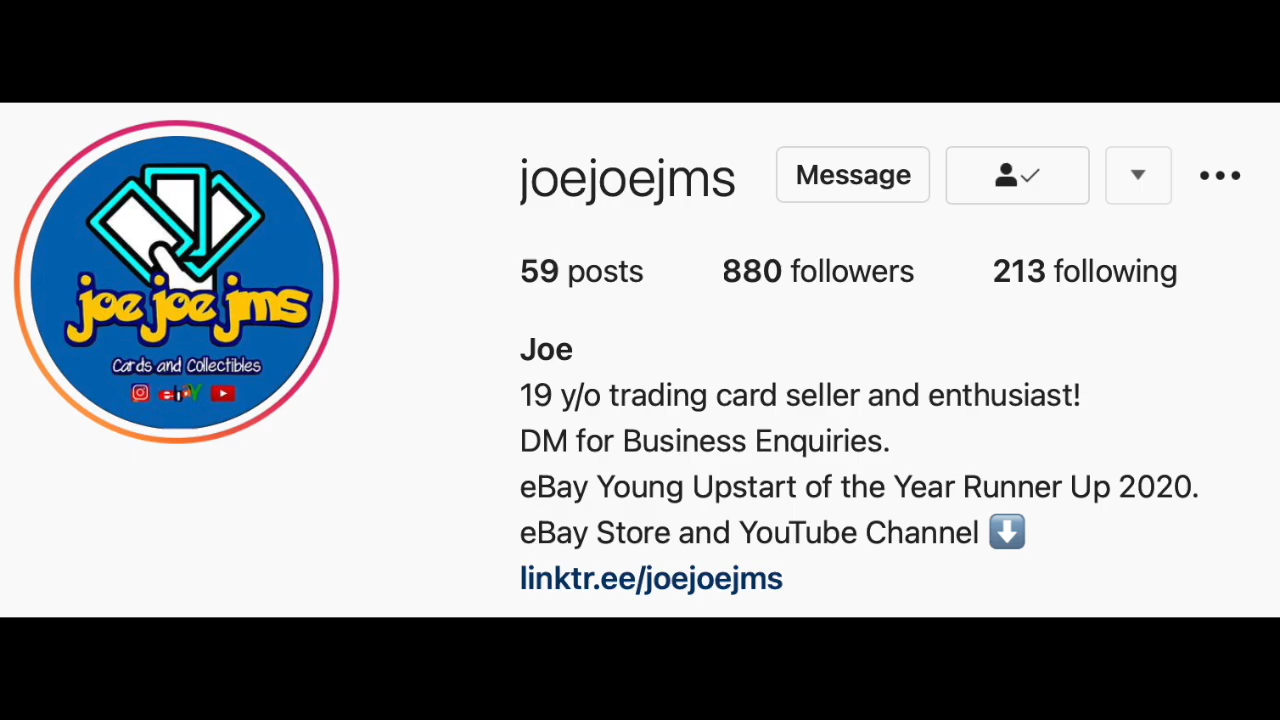 joejoejms Message
59 posts 880 followers 213 following
Joe
19 y/o trading card seller and enthusiast!
DM for Business Enquiries.
eBay Young Upstart of the Year Runner Up 2020.
eBay Store and YouTube Channel ⬇️
linktr.ee/joejoejms
joe joe jms
Cards and Collectibles
ebay